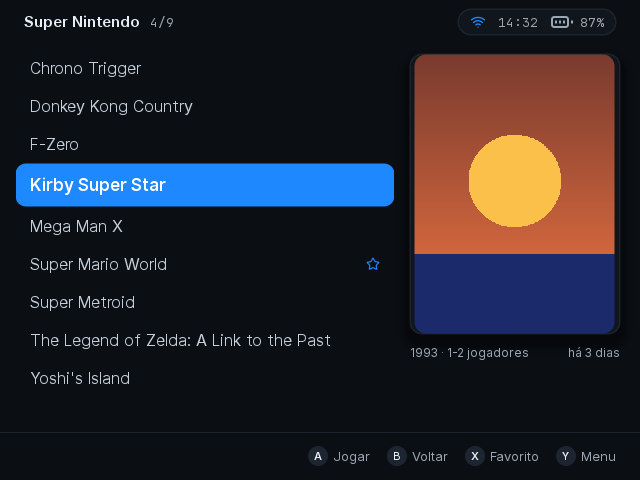 Super Nintendo 4/9 14:32 87%
Chrono Trigger
Donkey Kong Country
F-Zero
Kirby Super Star
Mega Man X
Super Mario World
Super Metroid
The Legend of Zelda: A Link to the Past
Yoshi's Island
1993 · 1-2 jogadores há 3 dias
A Jogar B Voltar X Favorito Y Menu